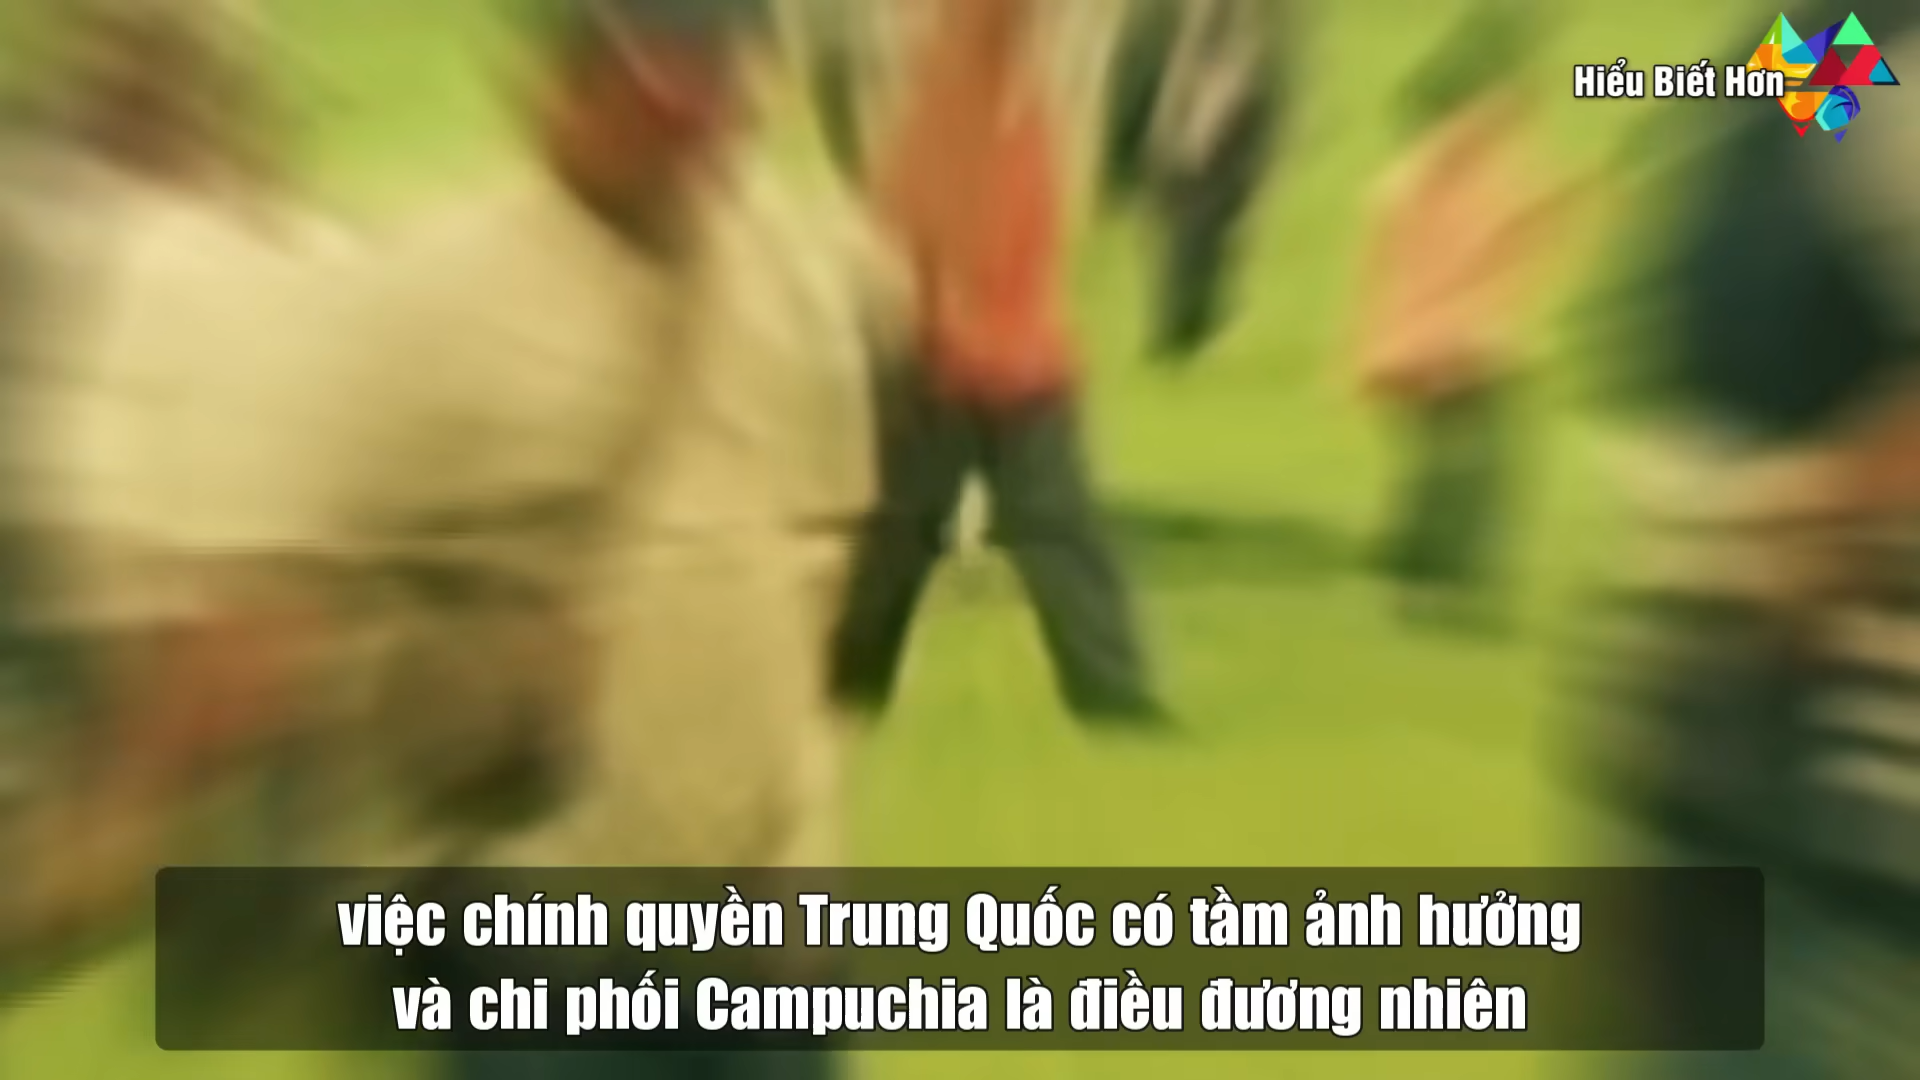 Hiểu Biết Hơn
việc chính quyền Trung Quốc có tầm ảnh hưởng
và chi phối Campuchia là điều đương nhiên